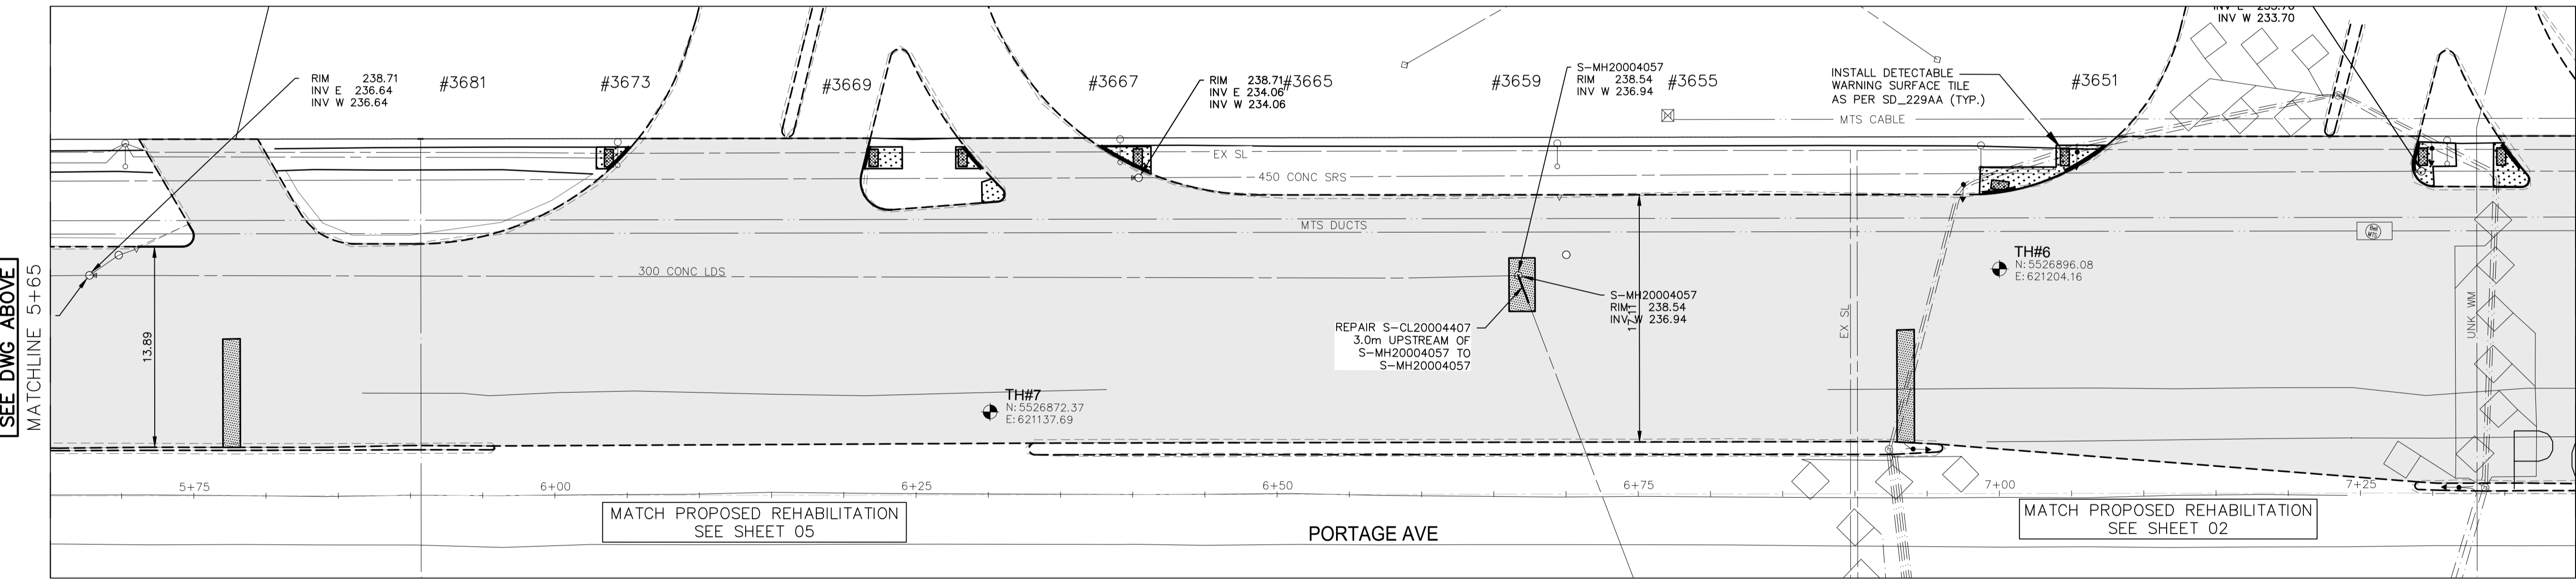 INV W 233.70
RIM 238.71
INV E 236.64
INV W 236.64
#3681
#3673
#3669
#3667
RIM 238.71
INV E 234.06
INV W 234.06
#3665
#3659
S-MH20004057
RIM 238.54
INV W 236.94
#3655
INSTALL DETECTABLE
WARNING SURFACE TILE
AS PER SD_229AA (TYP.)
#3651
MTS CABLE
EX SL
450 CONC SRS
MTS DUCTS
Bell
MTS
300 CONC LDS
TH#6
N: 5526896.08
E: 621204.16
SEE DWG ABOVE
MATCHLINE 5+65
13.89
S-MH20004057
RIM 238.54
INV W 236.94
REPAIR S-CL20004407
3.0m UPSTREAM OF
S-MH20004057 TO
S-MH20004057
EX SL
UNK WM
TH#7
N: 5526872.37
E: 621137.69
P
5+75
6+00
6+25
6+50
6+75
7+00
7+25
MATCH PROPOSED REHABILITATION
SEE SHEET 05
PORTAGE AVE
MATCH PROPOSED REHABILITATION
SEE SHEET 02